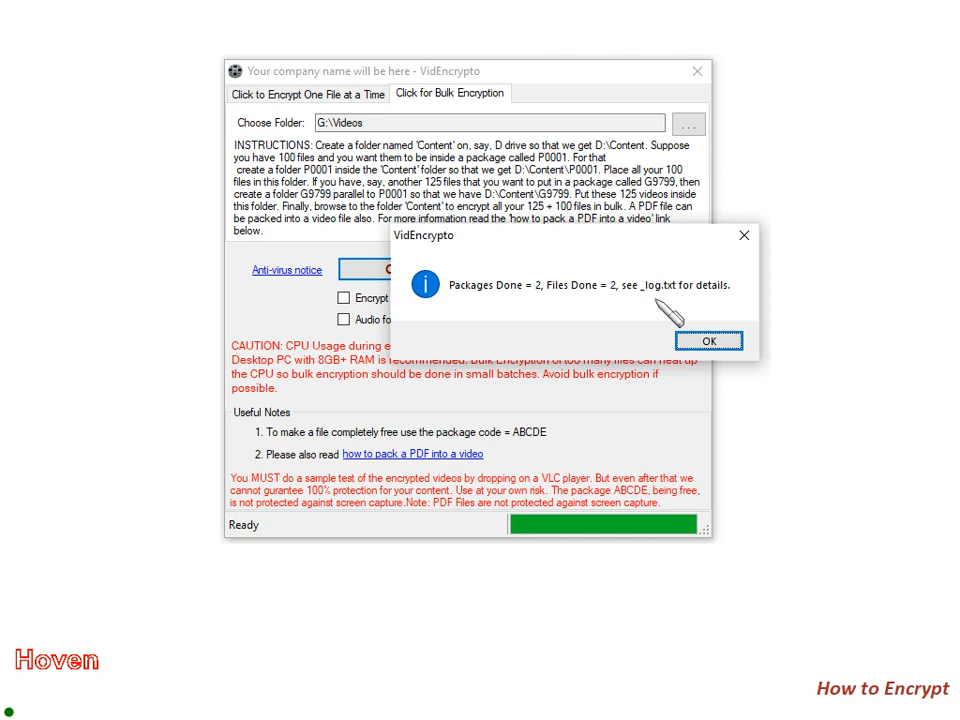 Your company name will be here - VidEncrypto
Click to Encrypt One File at a Time
Click for Bulk Encryption
Choose Folder:
G:\Videos
. . .
INSTRUCTIONS: Create a folder named 'Content' on, say, D drive so that we get D:\Content. Suppose
you have 100 files and you want them to be inside a package called P0001. For that
create a folder P0001 inside the 'Content' folder so that we get D:\Content\P0001. Place all your 100
files in this folder. If you have, say, another 125 files that you want to put in a package called G9799, then
create a folder G9799 parallel to P0001 so that we have D:\Content\G9799. Put these 125 videos inside
this folder. Finally, browse to the folder 'Content' to encrypt all your 125 + 100 files in bulk. A PDF file can
be packed into a video file also. For more information read the 'how to pack a PDF into a video' link
below.
VidEncrypto
Packages Done = 2, Files Done = 2, see _log.txt for details.
OK
Anti-virus notice
Encrypt
Audio fo
CAUTION: CPU Usage during e
Desktop PC with 8GB+ RAM is recommended. Bulk Encryption of too many files can heat up
the CPU so bulk encryption should be done in small batches. Avoid bulk encryption if
possible.
Useful Notes
1. To make a file completely free use the package code = ABCDE
2. Please also read how to pack a PDF into a video
You MUST do a sample test of the encrypted videos by dropping on a VLC player. But even after that we
cannot gurantee 100% protection for your content. Use at your own risk. The package ABCDE, being free,
is not protected against screen capture.Note: PDF Files are not protected against screen capture.
Ready
Hoven
How to Encrypt